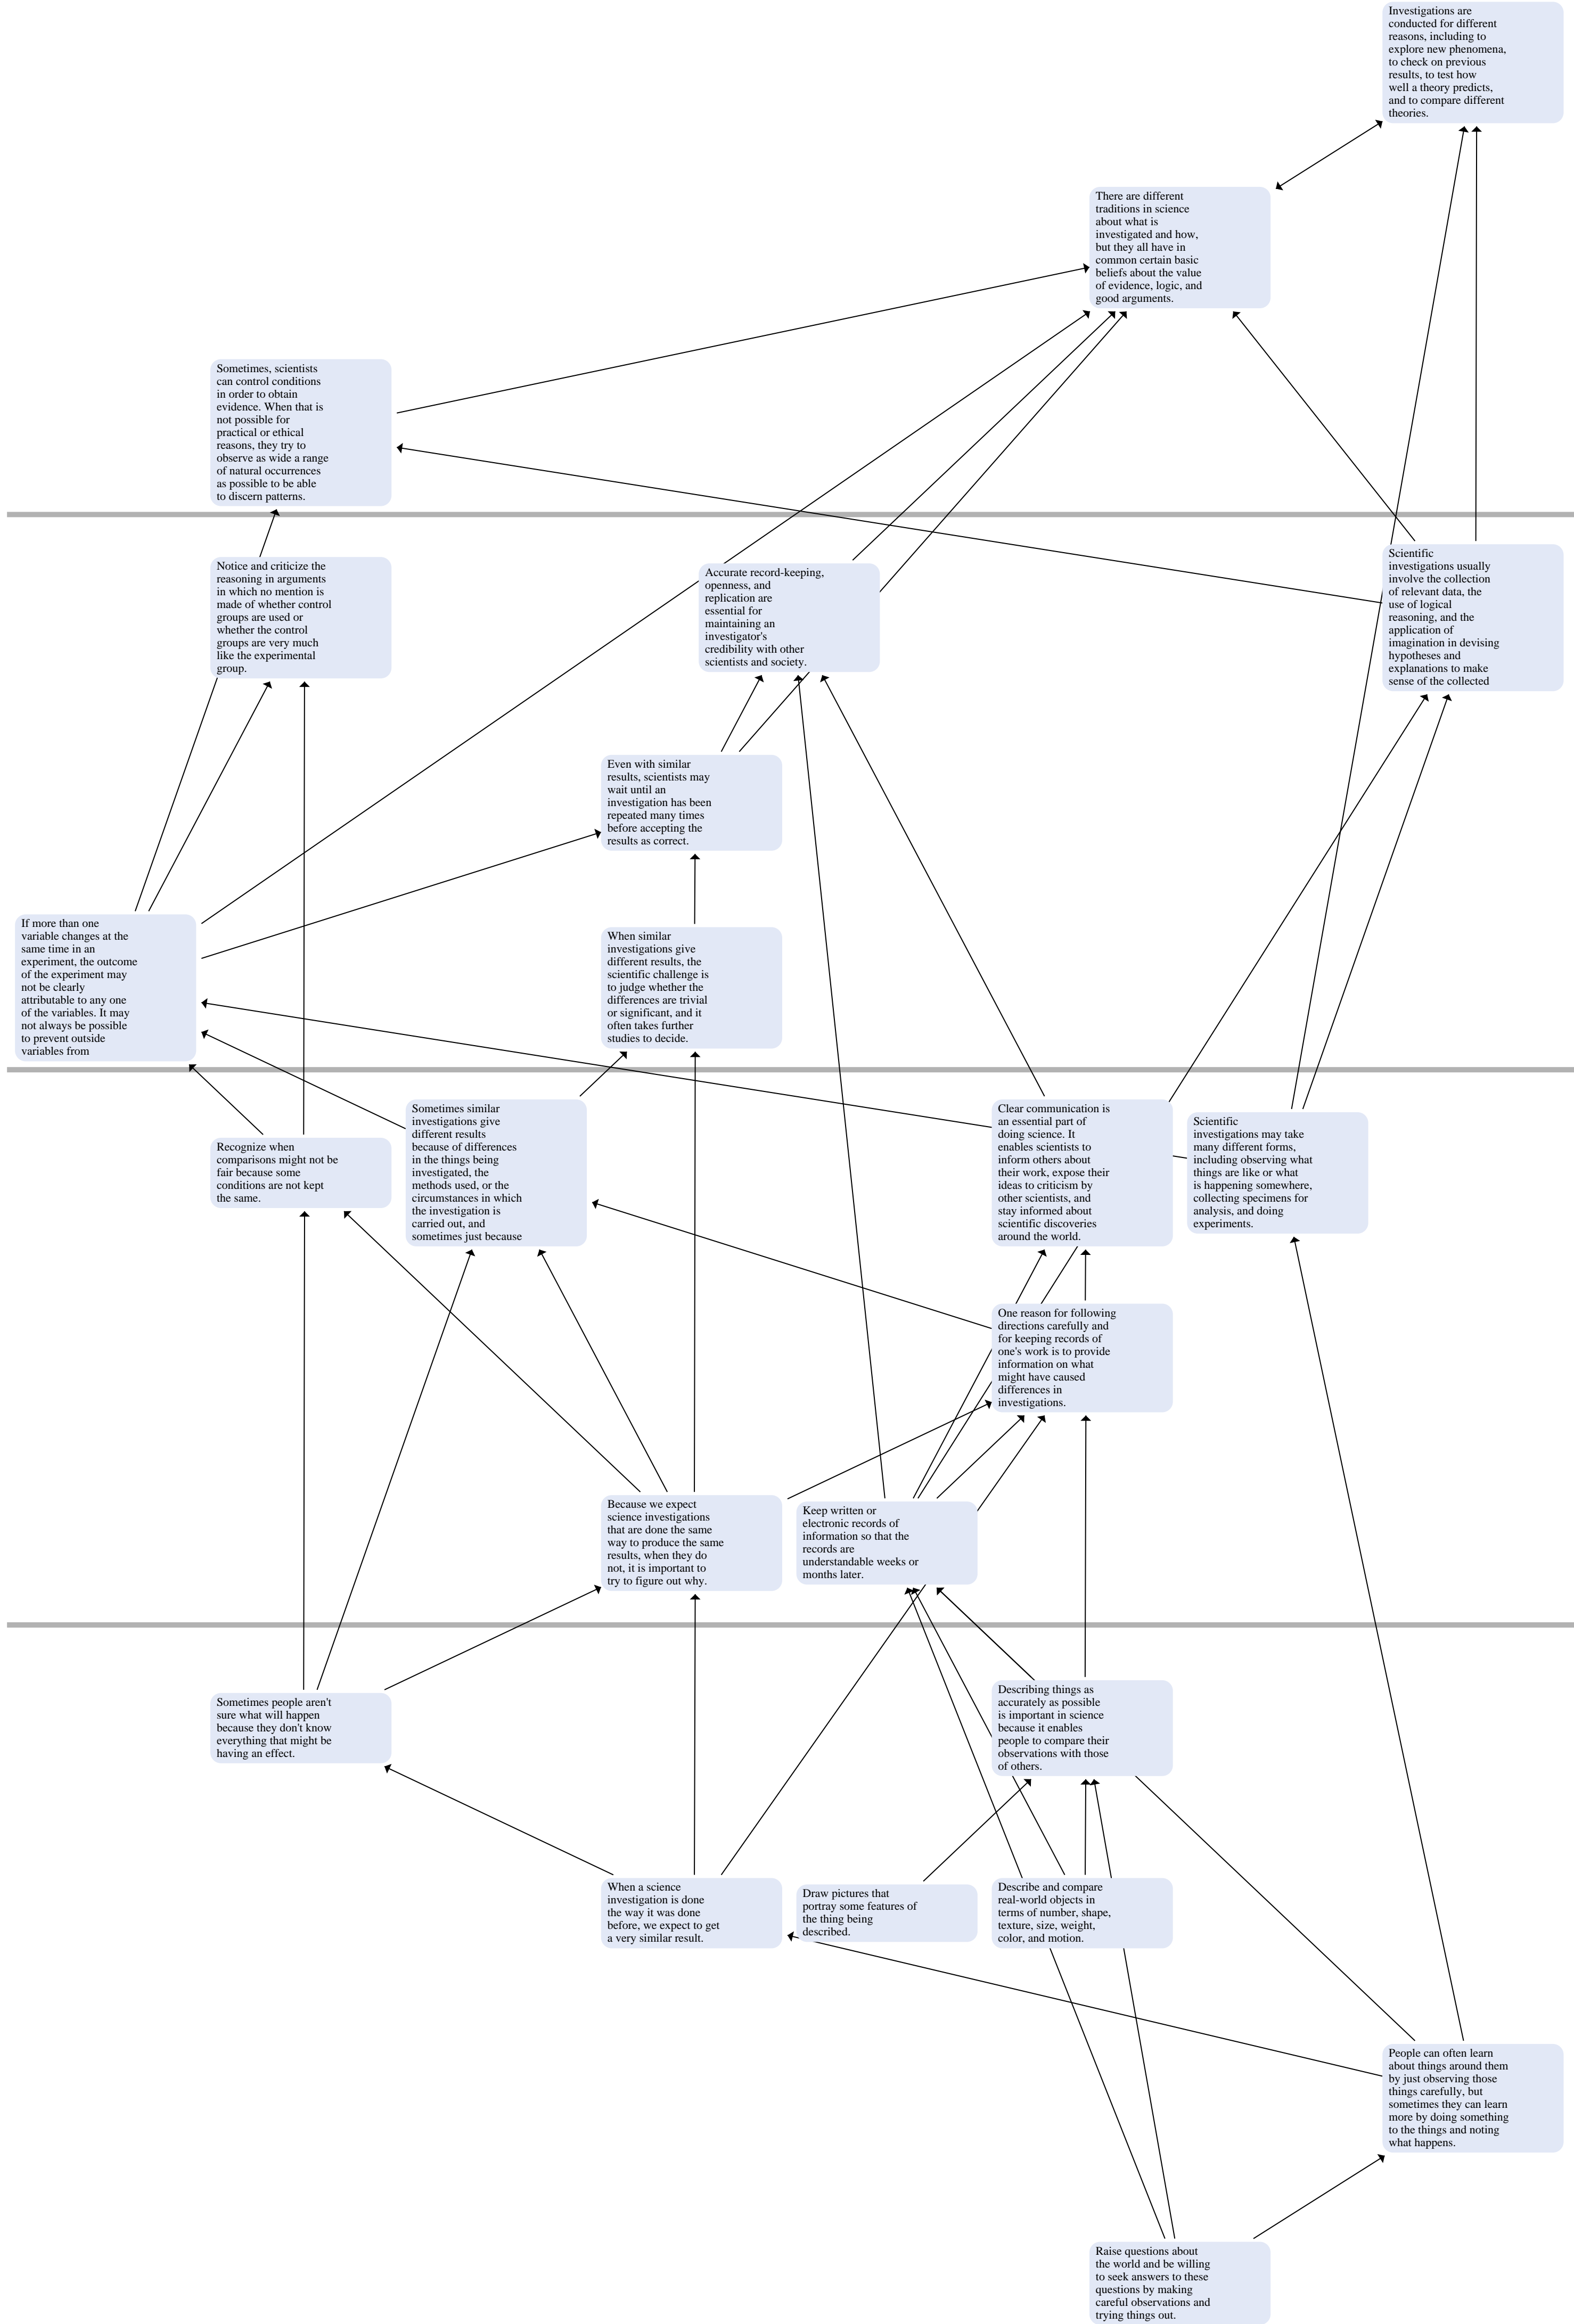 Investigations are
conducted for different
reasons, including to
explore new phenomena,
to check on previous
results, to test how
well a theory predicts,
and to compare different
theories.
There are different
traditions in science
about what is
investigated and how,
but they all have in
common certain basic
beliefs about the value
of evidence, logic, and
good arguments.
Sometimes, scientists
can control conditions
in order to obtain
evidence. When that is
not possible for
practical or ethical
reasons, they try to
observe as wide a range
of natural occurrences
as possible to be able
to discern patterns.
Notice and criticize the
reasoning in arguments
in which no mention is
made of whether control
groups are used or
whether the control
groups are very much
like the experimental
group.
Accurate record-keeping,
openness, and
replication are
essential for
maintaining an
investigator's
credibility with other
scientists and society.
Scientific
investigations usually
involve the collection
of relevant data, the
use of logical
reasoning, and the
application of
imagination in devising
hypotheses and
explanations to make
sense of the collected
Even with similar
results, scientists may
wait until an
investigation has been
repeated many times
before accepting the
results as correct.
If more than one
variable changes at the
same time in an
experiment, the outcome
of the experiment may
not be clearly
attributable to any one
of the variables. It may
not always be possible
to prevent outside
variables from
When similar
investigations give
different results, the
scientific challenge is
to judge whether the
differences are trivial
or significant, and it
often takes further
studies to decide.
Recognize when
comparisons might not be
fair because some
conditions are not kept
the same.
Sometimes similar
investigations give
different results
because of differences
in the things being
investigated, the
methods used, or the
circumstances in which
the investigation is
carried out, and
sometimes just because
Clear communication is
an essential part of
doing science. It
enables scientists to
inform others about
their work, expose their
ideas to criticism by
other scientists, and
stay informed about
scientific discoveries
around the world.
Scientific
investigations may take
many different forms,
including observing what
things are like or what
is happening somewhere,
collecting specimens for
analysis, and doing
experiments.
One reason for following
directions carefully and
for keeping records of
one's work is to provide
information on what
might have caused
differences in
investigations.
Because we expect
science investigations
that are done the same
way to produce the same
results, when they do
not, it is important to
try to figure out why.
Keep written or
electronic records of
information so that the
records are
understandable weeks or
months later.
Sometimes people aren't
sure what will happen
because they don't know
everything that might be
having an effect.
Describing things as
accurately as possible
is important in science
because it enables
people to compare their
observations with those
of others.
When a science
investigation is done
the way it was done
before, we expect to get
a very similar result.
Draw pictures that
portray some features of
the thing being
described.
Describe and compare
real-world objects in
terms of number, shape,
texture, size, weight,
color, and motion.
People can often learn
about things around them
by just observing those
things carefully, but
sometimes they can learn
more by doing something
to the things and noting
what happens.
Raise questions about
the world and be willing
to seek answers to these
questions by making
careful observations and
trying things out.